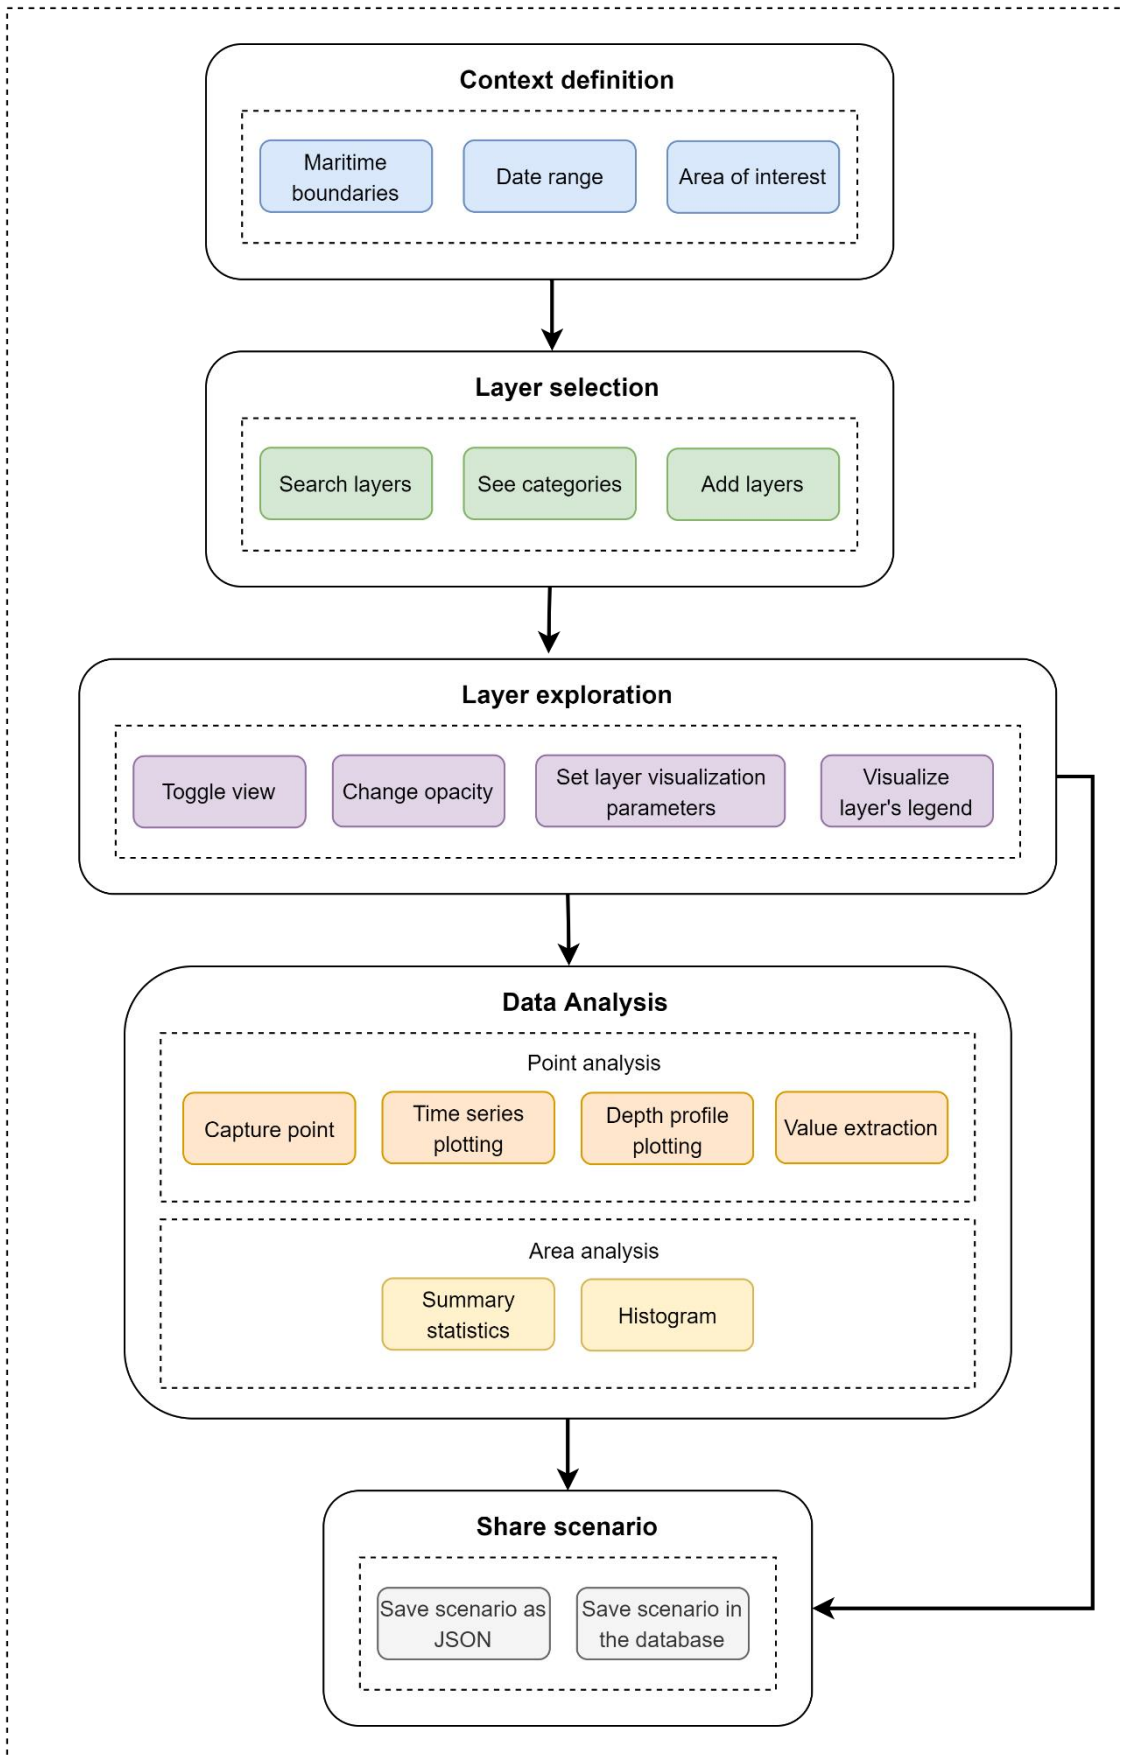 Context definition
Maritime
boundaries
Date range
Area of interest
Layer selection
Search layers
See categories
Add layers
Layer exploration
Toggle view
Change opacity
Set layer visualization
parameters
Visualize
layer's legend
Data Analysis
Point analysis
Capture point
Time series
plotting
Depth profile
plotting
Value extraction
Area analysis
Summary
statistics
Histogram
Share scenario
Save scenario as
JSON
Save scenario in
the database